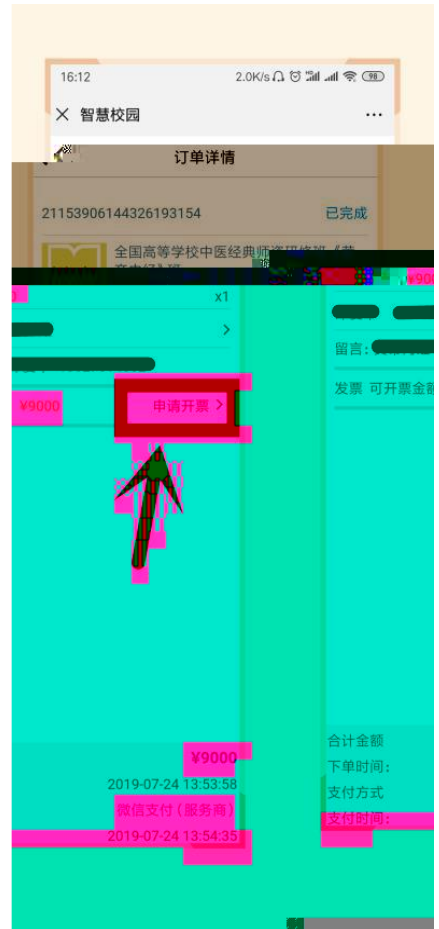 16:12
2.0K/s
98
智慧校园
订单详情
21153906144326193154
已完成
全国高等学校中医经典师资研修班《黄
x1
留言:
发票 可开票金额
¥9000
申请开票
合计金额
¥9000
下单时间:
2019-07-24 13:53:58
支付方式
微信支付(服务商)
支付时间:
2019-07-24 13:54:35